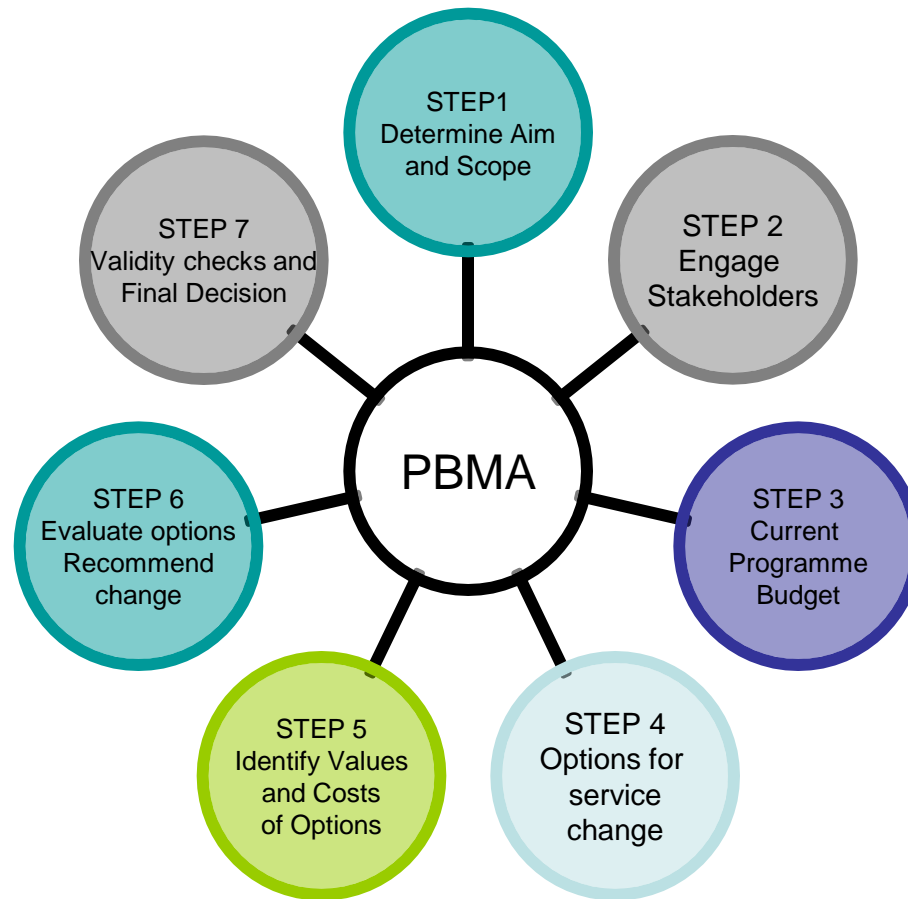 STEP1
Determine Aim
and Scope
STEP 2
Engage
Stakeholders
STEP 3
Current
Programme
Budget
STEP 4
Options for
service
change
STEP 5
Identify Values
and Costs
of Options
STEP 6
Evaluate options
Recommend
change
STEP 7
Validity checks and
Final Decision
PBMA